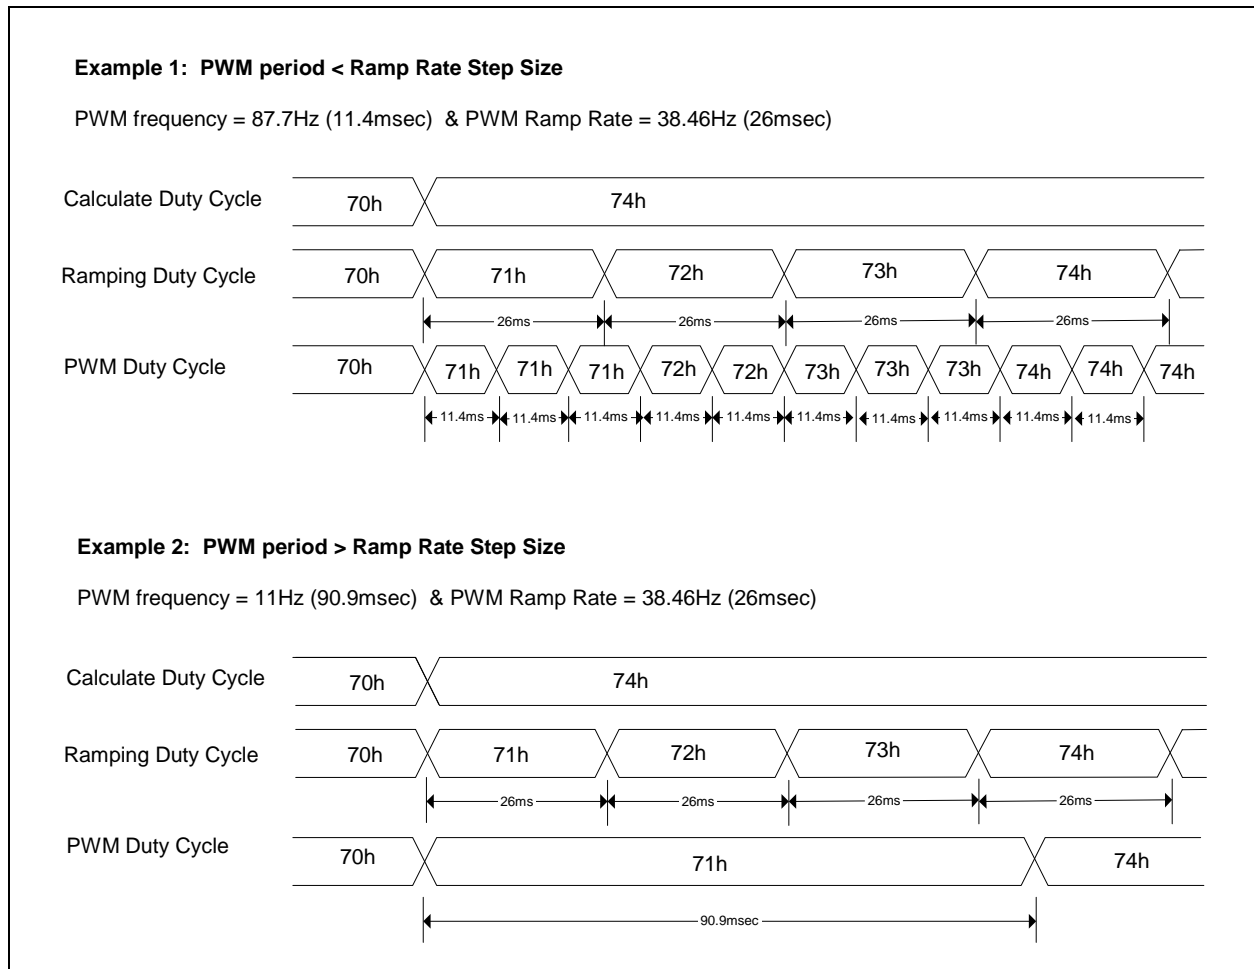 Example 1: PWM period < Ramp Rate Step Size
PWM frequency = 87.7Hz (11.4msec) & PWM Ramp Rate = 38.46Hz (26msec)
Calculate Duty Cycle 70h 74h
Ramping Duty Cycle 70h 71h 72h 73h 74h
26ms 26ms 26ms 26ms
PWM Duty Cycle 70h 71h 71h 71h 72h 72h 73h 73h 73h 74h 74h 74h
11.4ms 11.4ms 11.4ms 11.4ms 11.4ms 11.4ms 11.4ms 11.4ms 11.4ms 11.4ms
Example 2: PWM period > Ramp Rate Step Size
PWM frequency = 11Hz (90.9msec) & PWM Ramp Rate = 38.46Hz (26msec)
Calculate Duty Cycle 70h 74h
Ramping Duty Cycle 70h 71h 72h 73h 74h
26ms 26ms 26ms 26ms
PWM Duty Cycle 70h 71h 74h
90.9msec